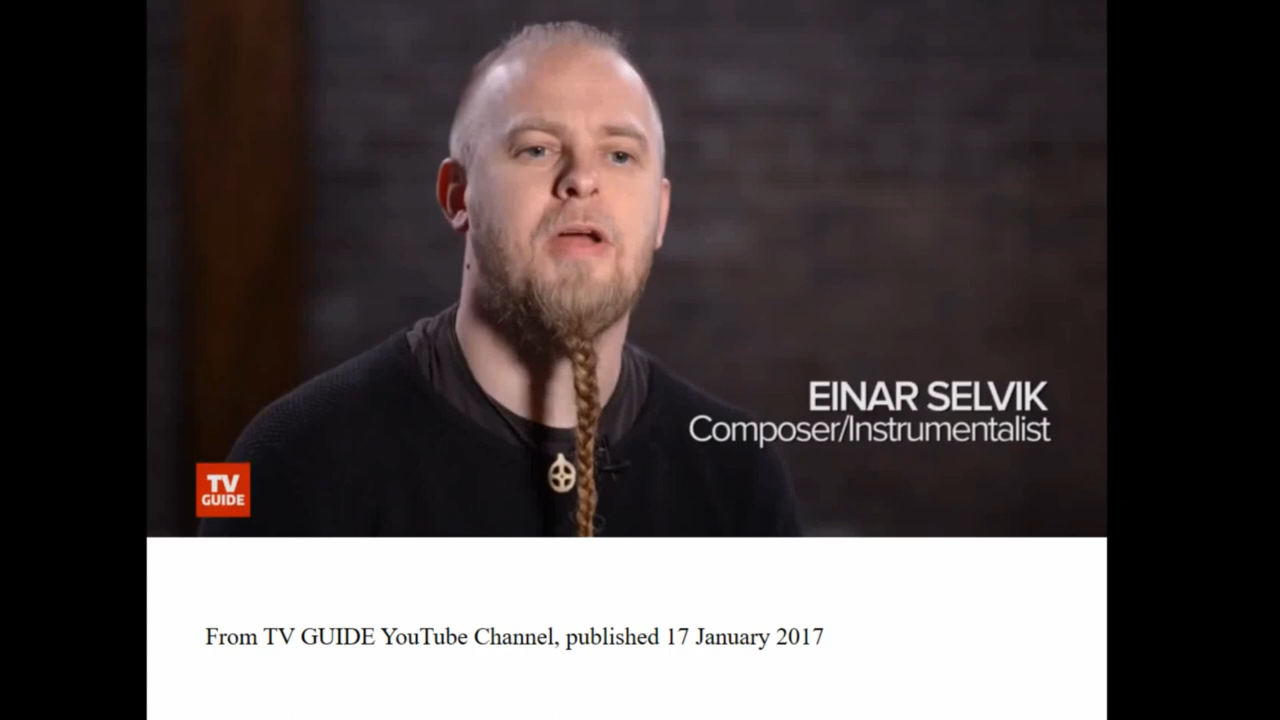 EINAR SELVIK
Composer/Instrumentalist
TV
GUIDE
From TV GUIDE YouTube Channel, published 17 January 2017